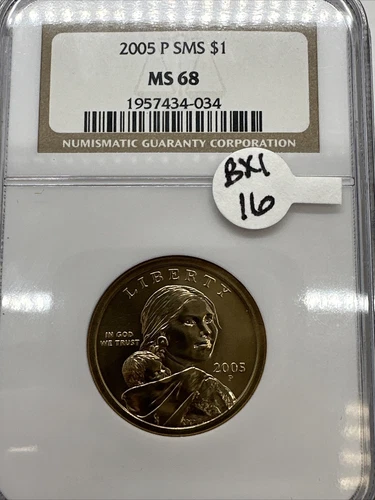 2005 P SMS $1
MS 68
1957434-034
NUMISMATIC GUARANTY CORPORATION
BX1
16
LIBERTY
IN GOD
WE TRUST
2005
P